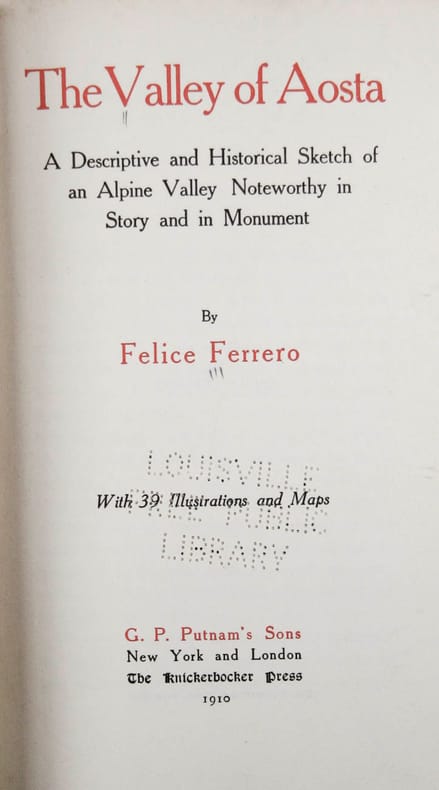 The Valley of Aosta
A Descriptive and Historical Sketch of
an Alpine Valley Noteworthy in
Story and in Monument
By
Felice Ferrero
LOUISVILLE
With 39 Illustrations and Maps
FREE PUBLIC
LIBRARY
G. P. Putnam's Sons
New York and London
The Knickerbocker Press
1910